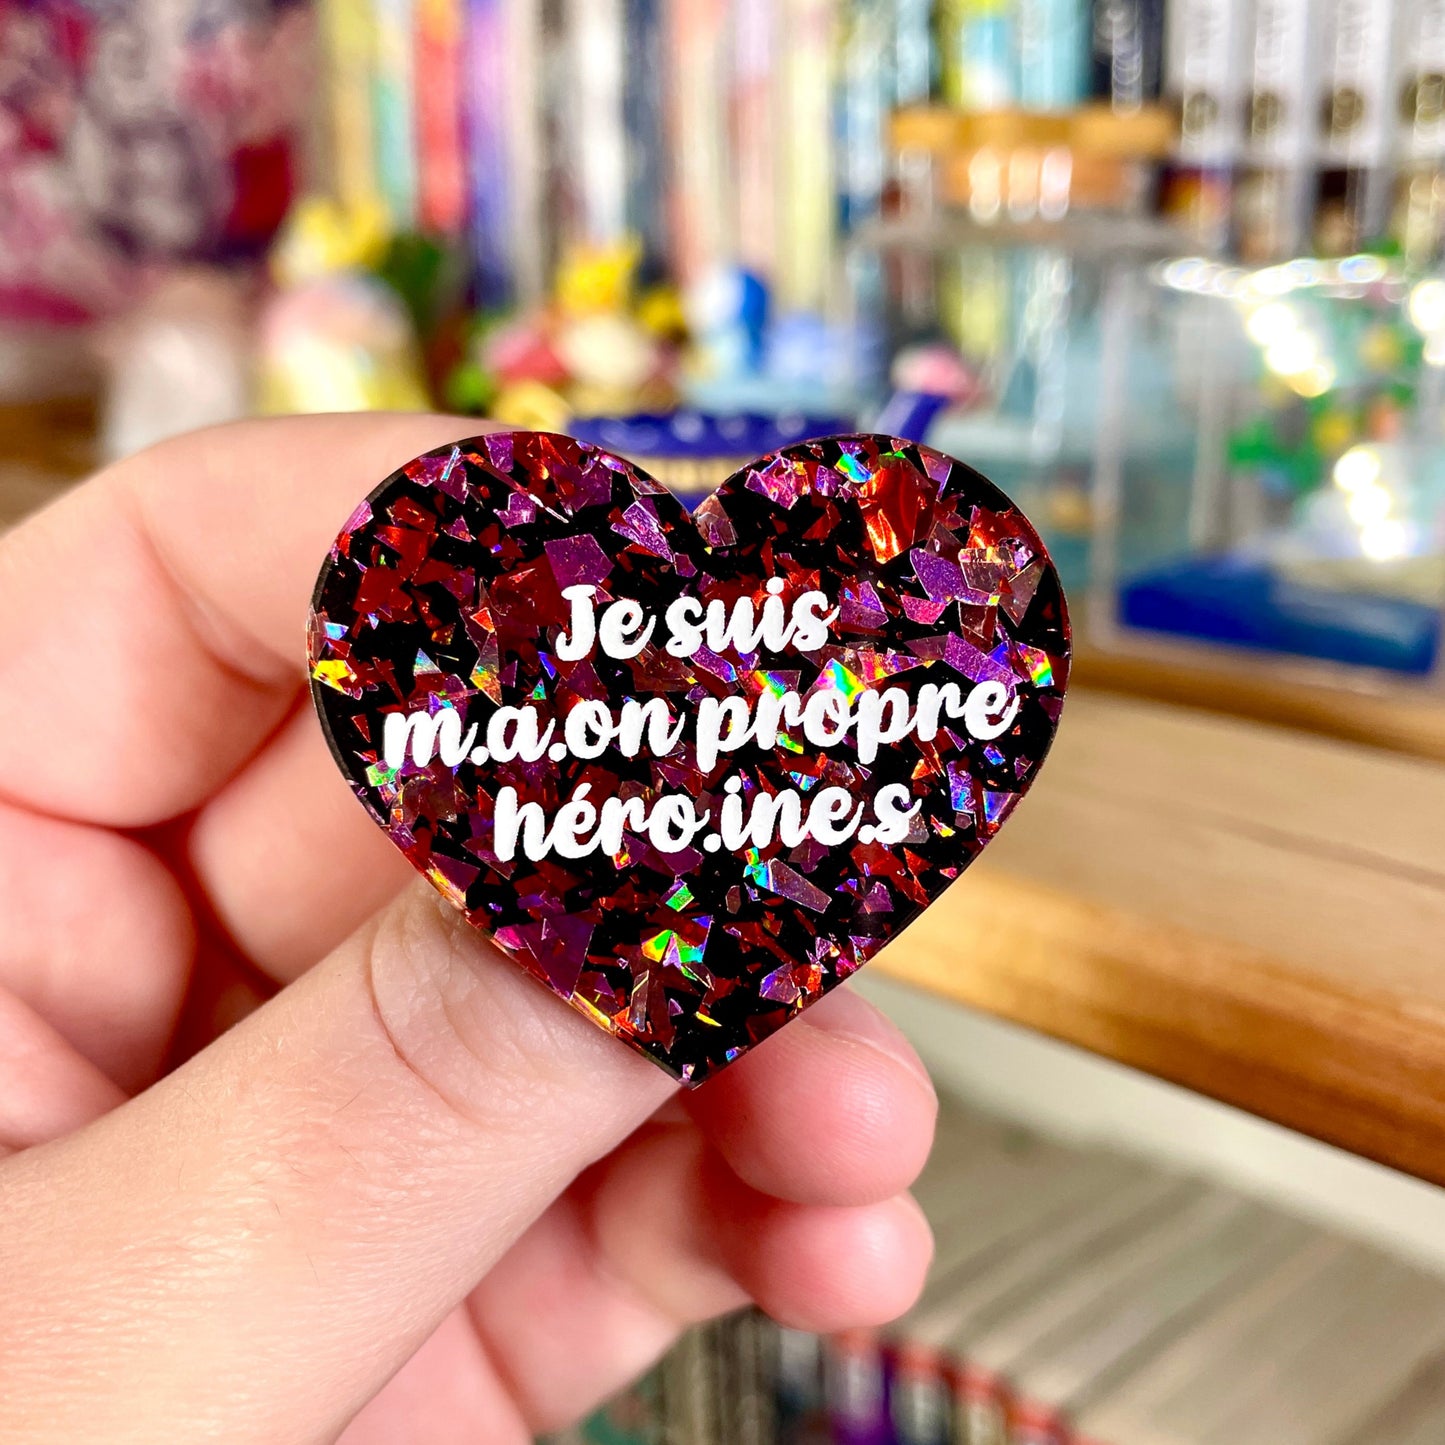 Je suis
m.a.on propre
héro.ine.s